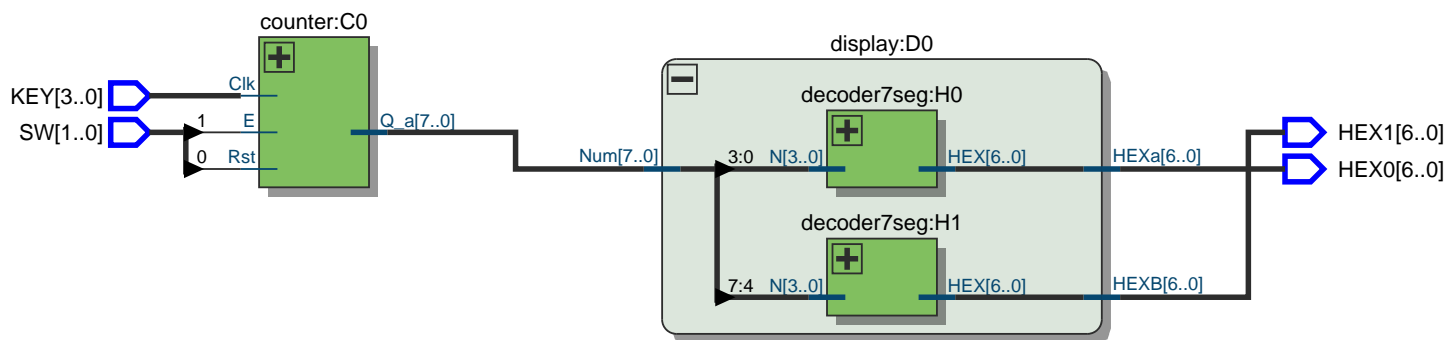 counter:C0
KEY[3..0]
SW[1..0]
1
0
Clk
E
Rst
Q_a[7..0]
display:D0
Num[7..0]
3:0
7:4
decoder7seg:H0
N[3..0]
HEX[6..0]
decoder7seg:H1
N[3..0]
HEX[6..0]
HEXa[6..0]
HEXB[6..0]
HEX1[6..0]
HEX0[6..0]